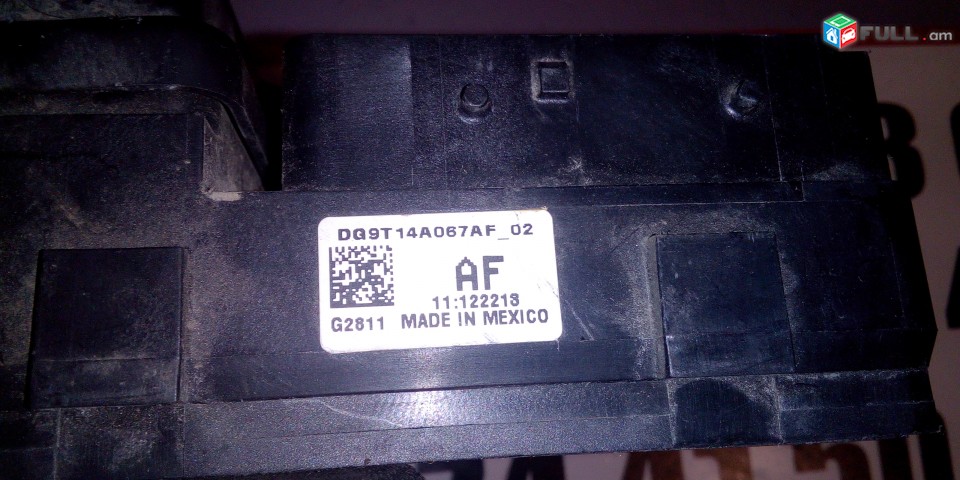 FULL.am
DG9T14A067AF_02
AF
11:122213
G2811 MADE IN MEXICO